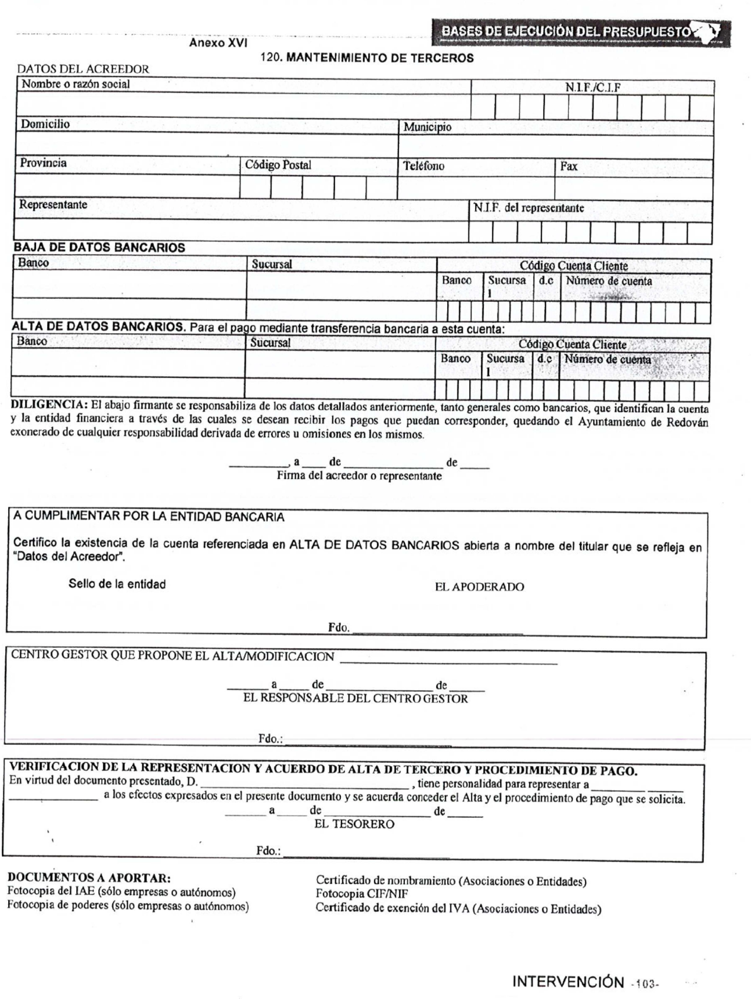 BASES DE EJECUCIÓN DEL PRESUPUESTO
Anexo XVI
120. MANTENIMIENTO DE TERCEROS
DATOS DEL ACREEDOR
Nombre o razón social N.I.F./C.I.F
Domicilio Municipio
Provincia Código Postal Teléfono Fax
Representante N.I.F. del representante
BAJA DE DATOS BANCARIOS
Banco Sucursal Código Cuenta Cliente
Banco Sucursa d.c Número de cuenta
l
ALTA DE DATOS BANCARIOS. Para el pago mediante transferencia bancaria a esta cuenta:
Banco Sucursal Código Cuenta Cliente
Banco Sucursa d.c Número de cuenta
l
DILIGENCIA: El abajo firmante se responsabiliza de los datos detallados anteriormente, tanto generales como bancarios, que identifican la cuenta
y la entidad financiera a través de las cuales se desean recibir los pagos que puedan corresponder, quedando el Ayuntamiento de Redován
exonerado de cualquier responsabilidad derivada de errores u omisiones en los mismos.
__________, a ____ de _________________ de _____
Firma del acreedor o representante
A CUMPLIMENTAR POR LA ENTIDAD BANCARIA
Certifico la existencia de la cuenta referenciada en ALTA DE DATOS BANCARIOS abierta a nombre del titular que se refleja en
“Datos del Acreedor”.
Sello de la entidad EL APODERADO
Fdo. _____________________________
CENTRO GESTOR QUE PROPONE EL ALTA/MODIFICACION _____________________________________
_______ a _____ de __________________ de ______
EL RESPONSABLE DEL CENTRO GESTOR
Fdo.: ____________________________
VERIFICACION DE LA REPRESENTACION Y ACUERDO DE ALTA DE TERCERO Y PROCEDIMIENTO DE PAGO.
En virtud del documento presentado, D. ____________________________________ , tiene personalidad para representar a _________ ______
_______________ a los efectos expresados en el presente documento y se acuerda conceder el Alta y el procedimiento de pago que se solicita.
_______ a _____ de __________________ de ______
EL TESORERO
Fdo.: ____________________________
DOCUMENTOS A APORTAR:
Fotocopia del IAE (sólo empresas o autónomos)
Fotocopia de poderes (sólo empresas o autónomos)
Certificado de nombramiento (Asociaciones o Entidades)
Fotocopia CIF/NIF
Certificado de exención del IVA (Asociaciones o Entidades)
INTERVENCIÓN -103-